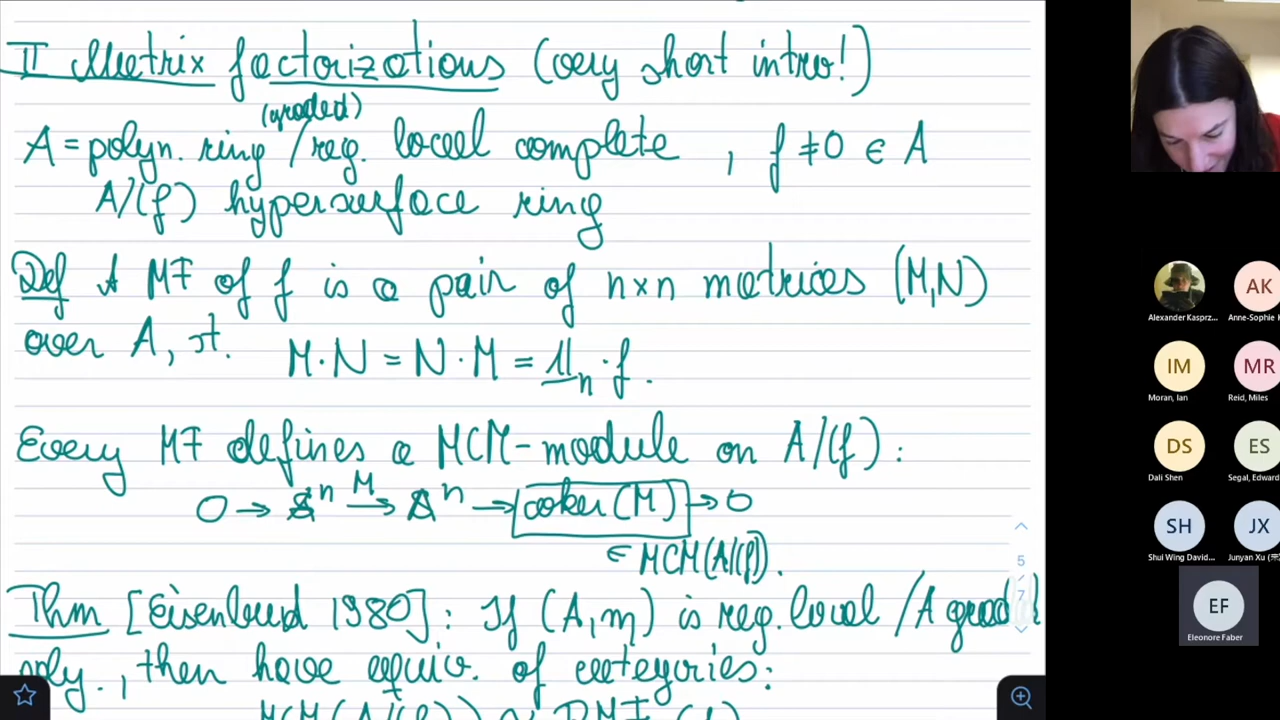 II Matrix factorizations (very short intro!)
(graded)
A = polyn. ring / reg. local complete , f ≠ 0 ∈ A
A/(f) hypersurface ring
Def A MF of f is a pair of n×n matrices (M,N)
over A, st. M·N = N·M = 𝟙n · f .
Every MF defines a MCM-module on A/(f) :
0 → A^n →^M A^n → coker(M) → 0
∈ MCM(A/(f)).
Thm [Eisenbud 1980] : If (A, m) is reg. local / A graded
poly. , then have equiv. of categories:
MCM(A/(f)) ≃
5
7
Alexander Kasprz...
AK
Anne-Sophie
IM
Moran, Ian
MR
Reid, Miles
DS
Dali Shen
ES
Segal, Edward
SH
Shui Wing David...
JX
EF
Eleonore Faber